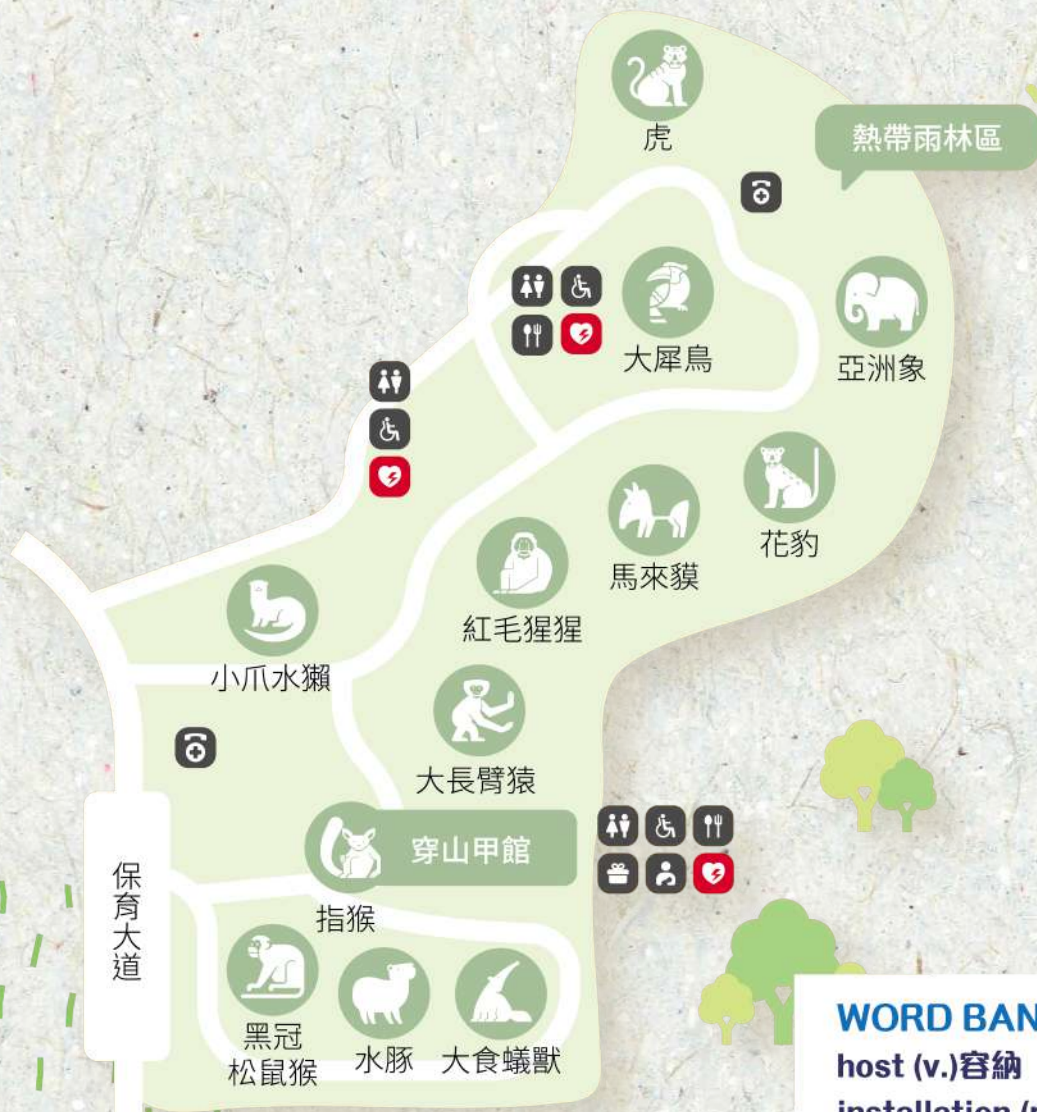 虎
熱帶雨林區
大犀鳥
亞洲象
花豹
馬來貘
紅毛猩猩
小爪水獺
大長臂猿
穿山甲館
指猴
保育大道
黑冠
松鼠猴
水豚
大食蟻獸
WORD BAN
host (v.)容納